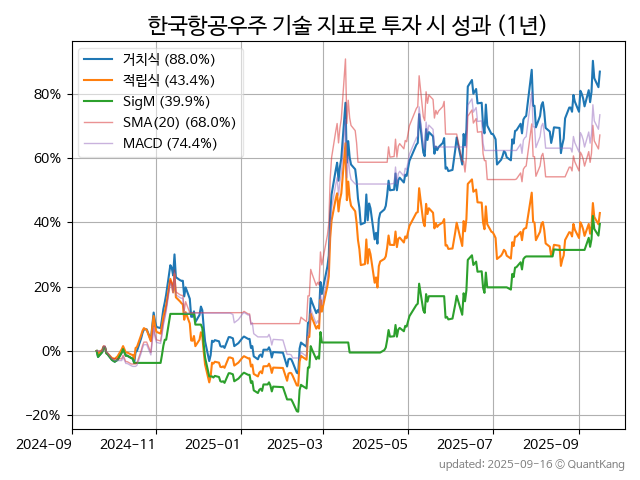 한국항공우주 기술 지표로 투자 시 성과 (1년)
거치식 (88.0%)
적립식 (43.4%)
SigM (39.9%)
SMA(20) (68.0%)
MACD (74.4%)
80%
60%
40%
20%
0%
−20%
2024-09 2024-11 2025-01 2025-03 2025-05 2025-07 2025-09
updated: 2025-09-16 © QuantKang